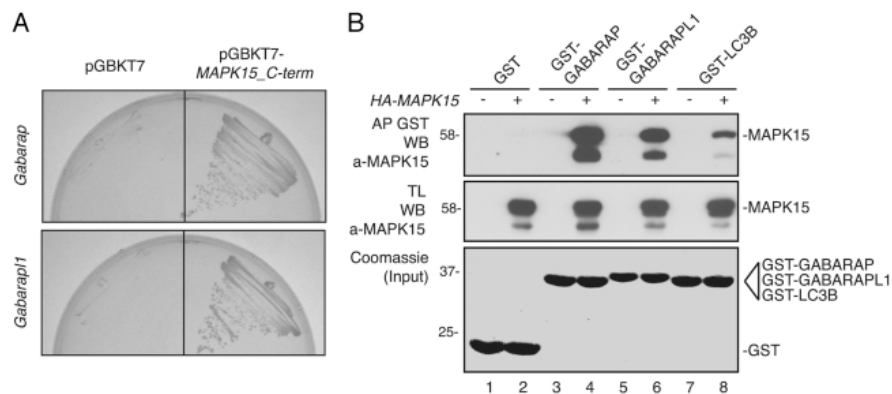 A
pGBKT7
pGBKT7-
MAPK15_C-term
Gabarap
Gabarapl1
B
GST
GST-
GABARAP
GST-
GABARAPL1
GST-LC3B
HA-MAPK15 - + - + - + - +
AP GST
WB
a-MAPK15
58-
-MAPK15
TL
WB
a-MAPK15
58-
-MAPK15
Coomassie
(Input)
37-
25-
GST-GABARAP
GST-GABARAPL1
GST-LC3B
-GST
1 2 3 4 5 6 7 8